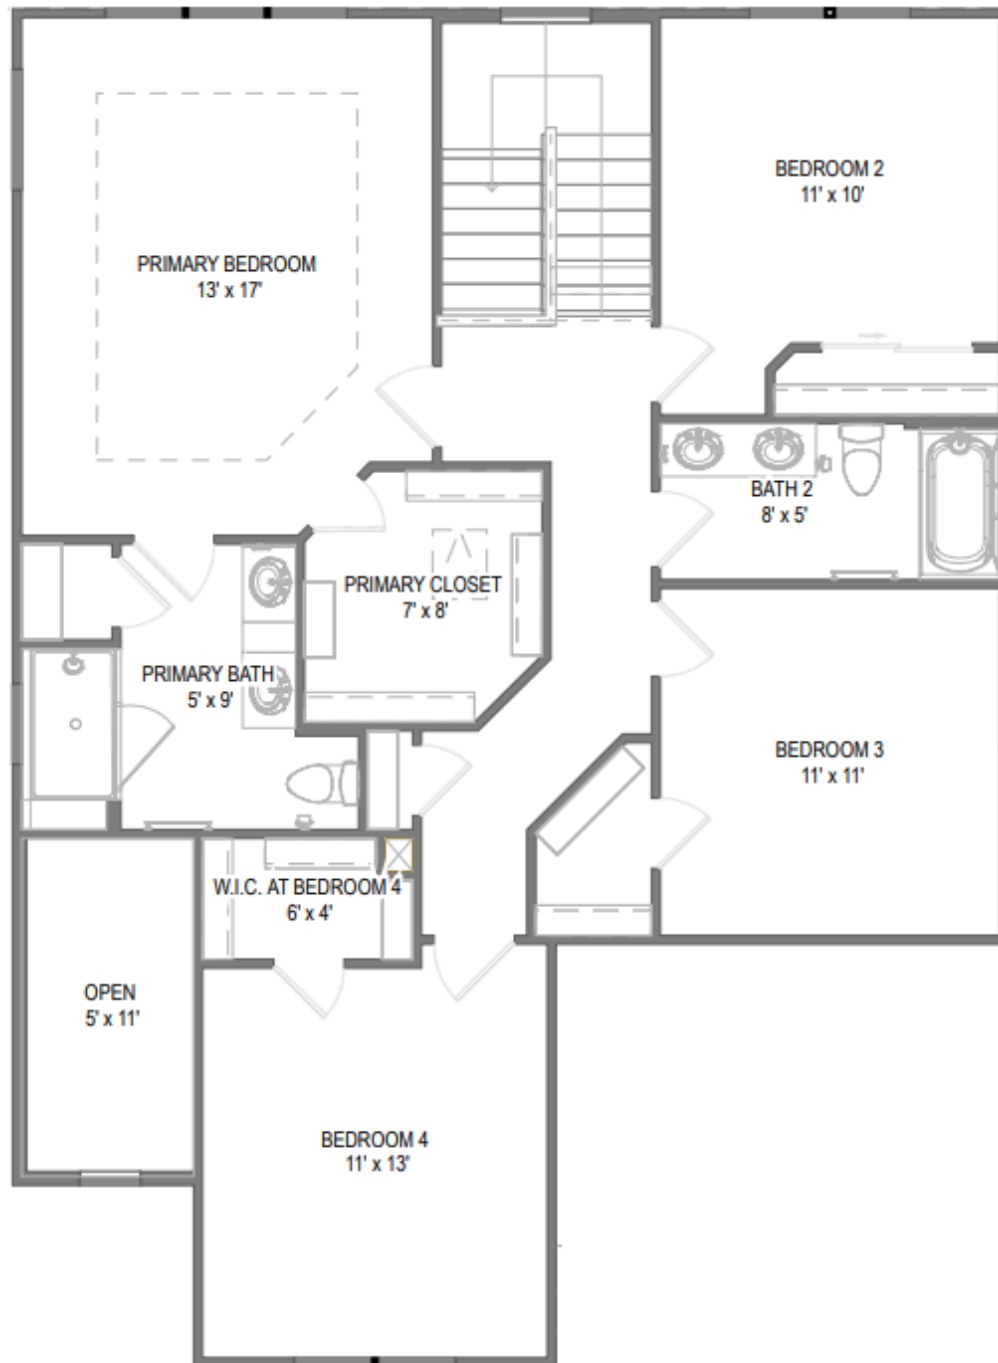 BEDROOM 2
11' x 10'
PRIMARY BEDROOM
13' x 17'
BATH 2
8' x 5'
PRIMARY CLOSET
7' x 8'
PRIMARY BATH
5' x 9'
BEDROOM 3
11' x 11'
W.I.C. AT BEDROOM 4
6' x 4'
OPEN
5' x 11'
BEDROOM 4
11' x 13'